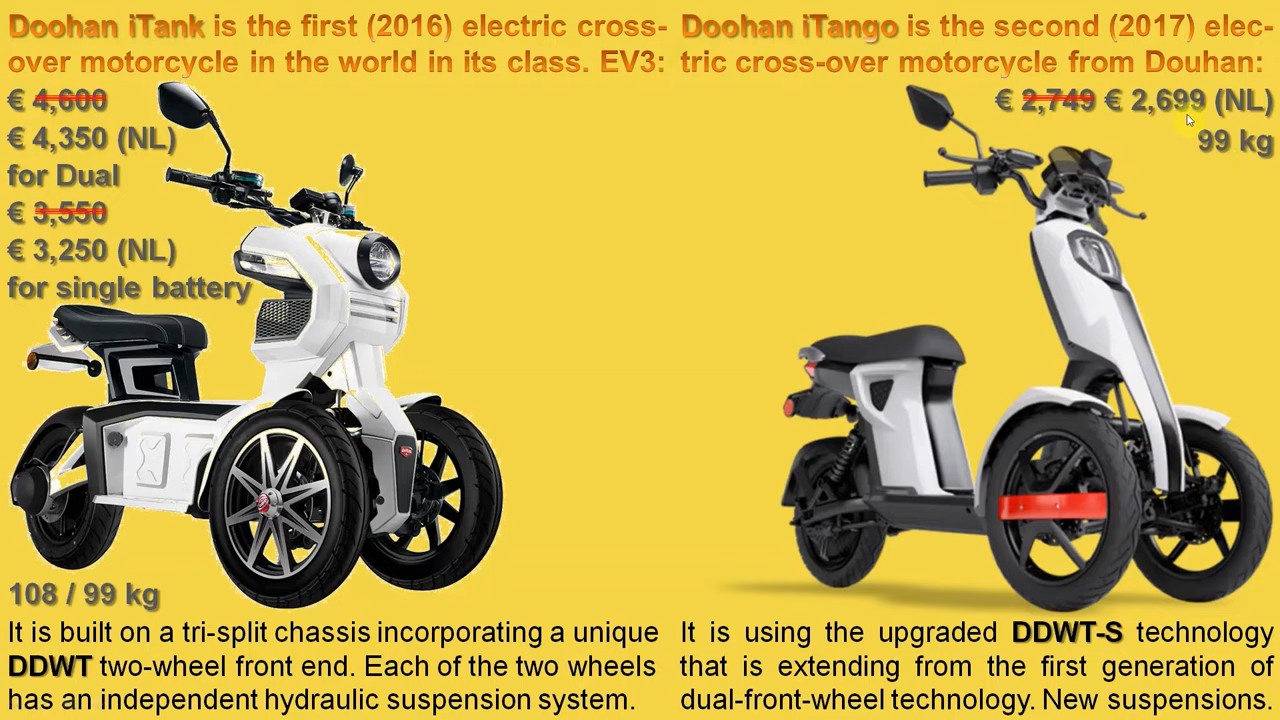 Doohan iTank is the first (2016) electric cross-
over motorcycle in the world in its class. EV3:
€ 4,600
€ 4,350 (NL)
for Dual
€ 3,550
€ 3,250 (NL)
for single battery
108 / 99 kg
It is built on a tri-split chassis incorporating a unique
DDWT two-wheel front end. Each of the two wheels
has an independent hydraulic suspension system.
Doohan iTango is the second (2017) elec-
tric cross-over motorcycle from Douhan:
€ 2,749 € 2,699 (NL)
99 kg
It is using the upgraded DDWT-S technology
that is extending from the first generation of
dual-front-wheel technology. New suspensions.